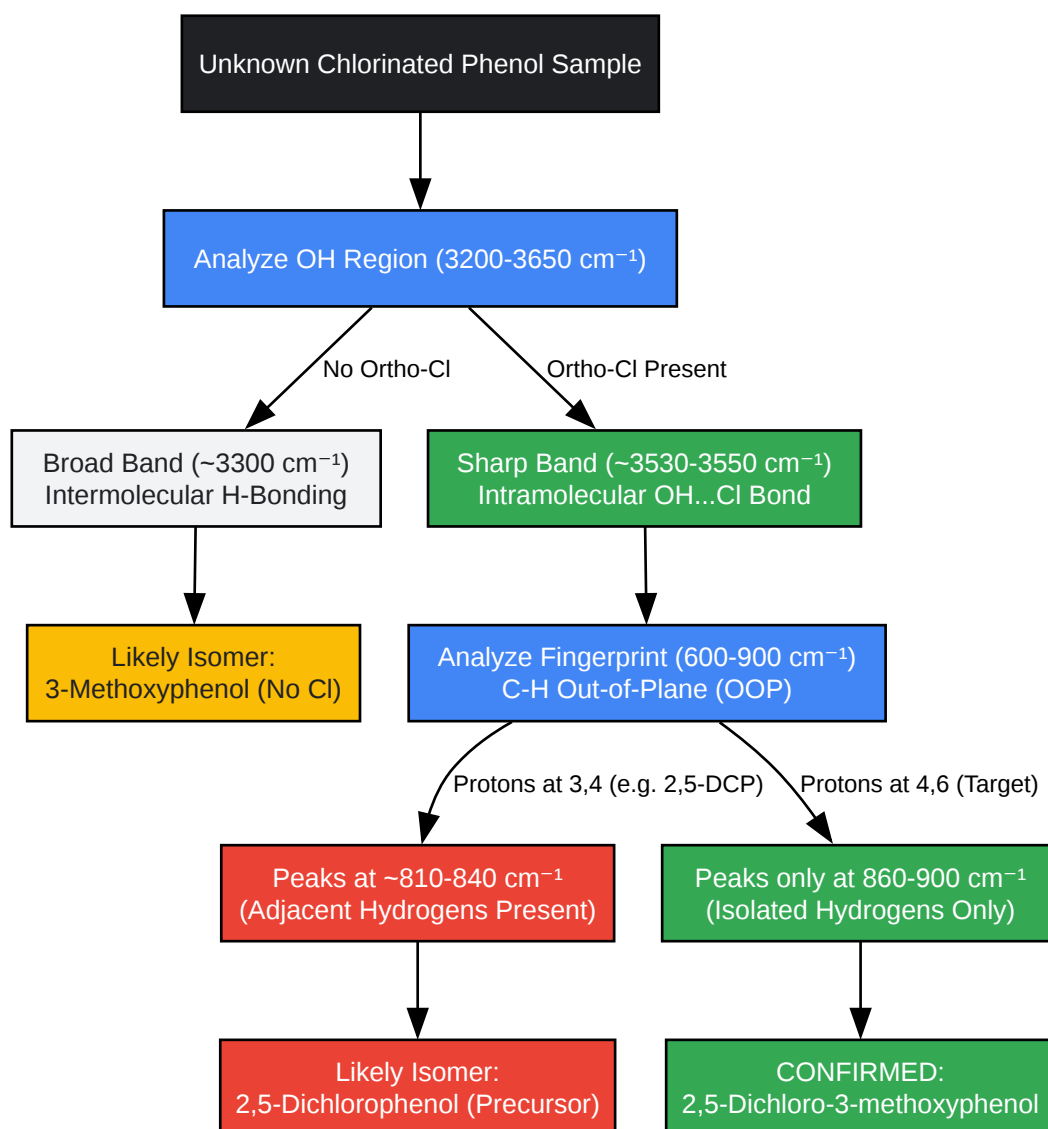 Unknown Chlorinated Phenol Sample
Analyze OH Region (3200-3650 cm⁻¹)
No Ortho-Cl
Ortho-Cl Present
Broad Band (~3300 cm⁻¹)
Intermolecular H-Bonding
Sharp Band (~3530-3550 cm⁻¹)
Intramolecular OH...Cl Bond
Likely Isomer:
3-Methoxyphenol (No Cl)
Analyze Fingerprint (600-900 cm⁻¹)
C-H Out-of-Plane (OOP)
Protons at 3,4 (e.g. 2,5-DCP)
Protons at 4,6 (Target)
Peaks at ~810-840 cm⁻¹
(Adjacent Hydrogens Present)
Peaks only at 860-900 cm⁻¹
(Isolated Hydrogens Only)
Likely Isomer:
2,5-Dichlorophenol (Precursor)
CONFIRMED:
2,5-Dichloro-3-methoxyphenol